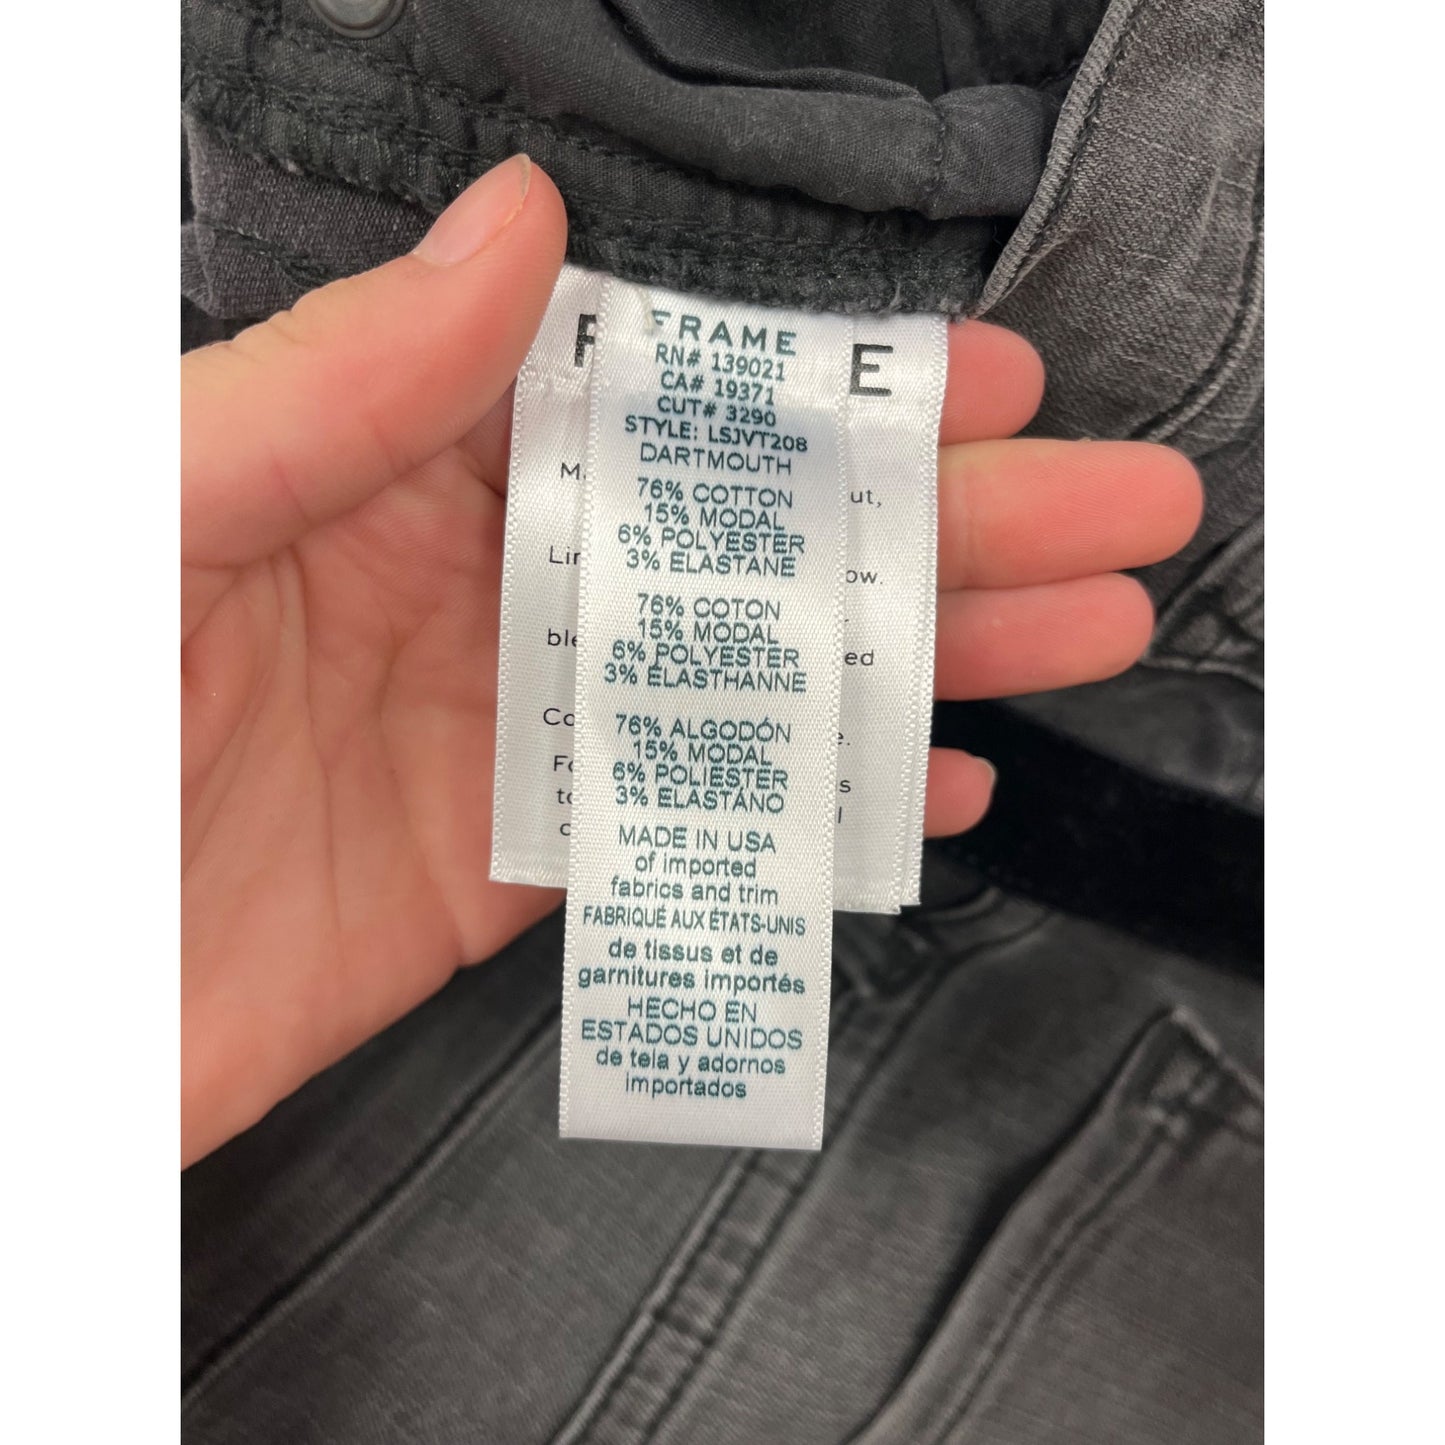 FRAME
RN# 139021
CA# 19371
CUT# 3290
STYLE: LSJVT208
DARTMOUTH
76% COTTON
15% MODAL
6% POLYESTER
3% ELASTANE
76% COTON
15% MODAL
6% POLYESTER
3% ÉLASTHANNE
76% ALGODÓN
15% MODAL
6% POLIESTER
3% ELASTÁNO
MADE IN USA
of imported
fabrics and trim
FABRIQUÉ AUX ÉTATS-UNIS
de tissus et de
garnitures importés
HECHO EN
ESTADOS UNIDOS
de tela y adornos
importados